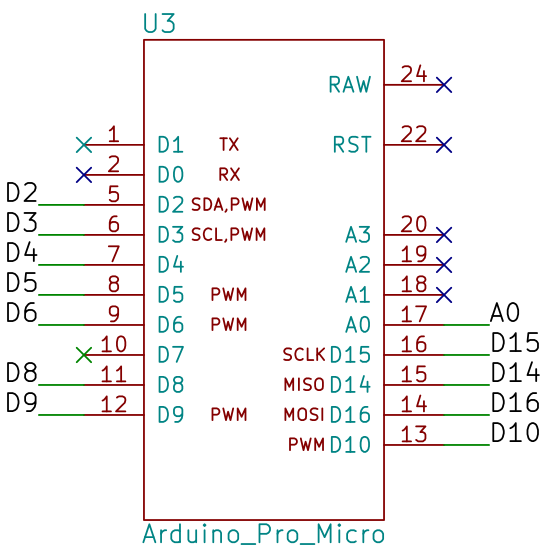 U3
RAW 24
1 D1 TX RST 22
2 D0 RX
D2 5 D2 SDA,PWM
D3 6 D3 SCL,PWM A3 20
D4 7 D4 A2 19
D5 8 D5 PWM A1 18
D6 9 D6 PWM A0 17 A0
10 D7 SCLK D15 16 D15
D8 11 D8 MISO D14 15 D14
D9 12 D9 PWM MOSI D16 14 D16
PWM D10 13 D10
Arduino_Pro_Micro